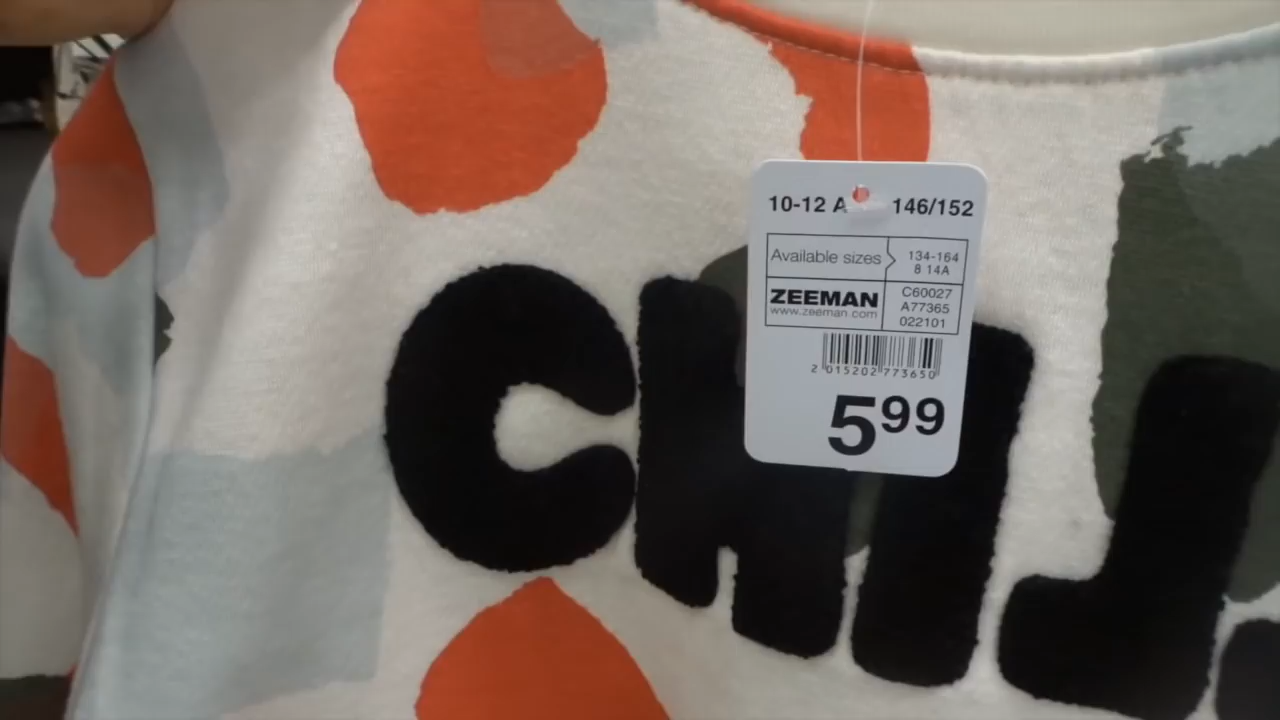 10-12 A 146/152
Available sizes 134-164
8 14A
ZEEMAN
www.zeeman.com
C60027
A77365
022101
2 015202 773650
5.99
CHI